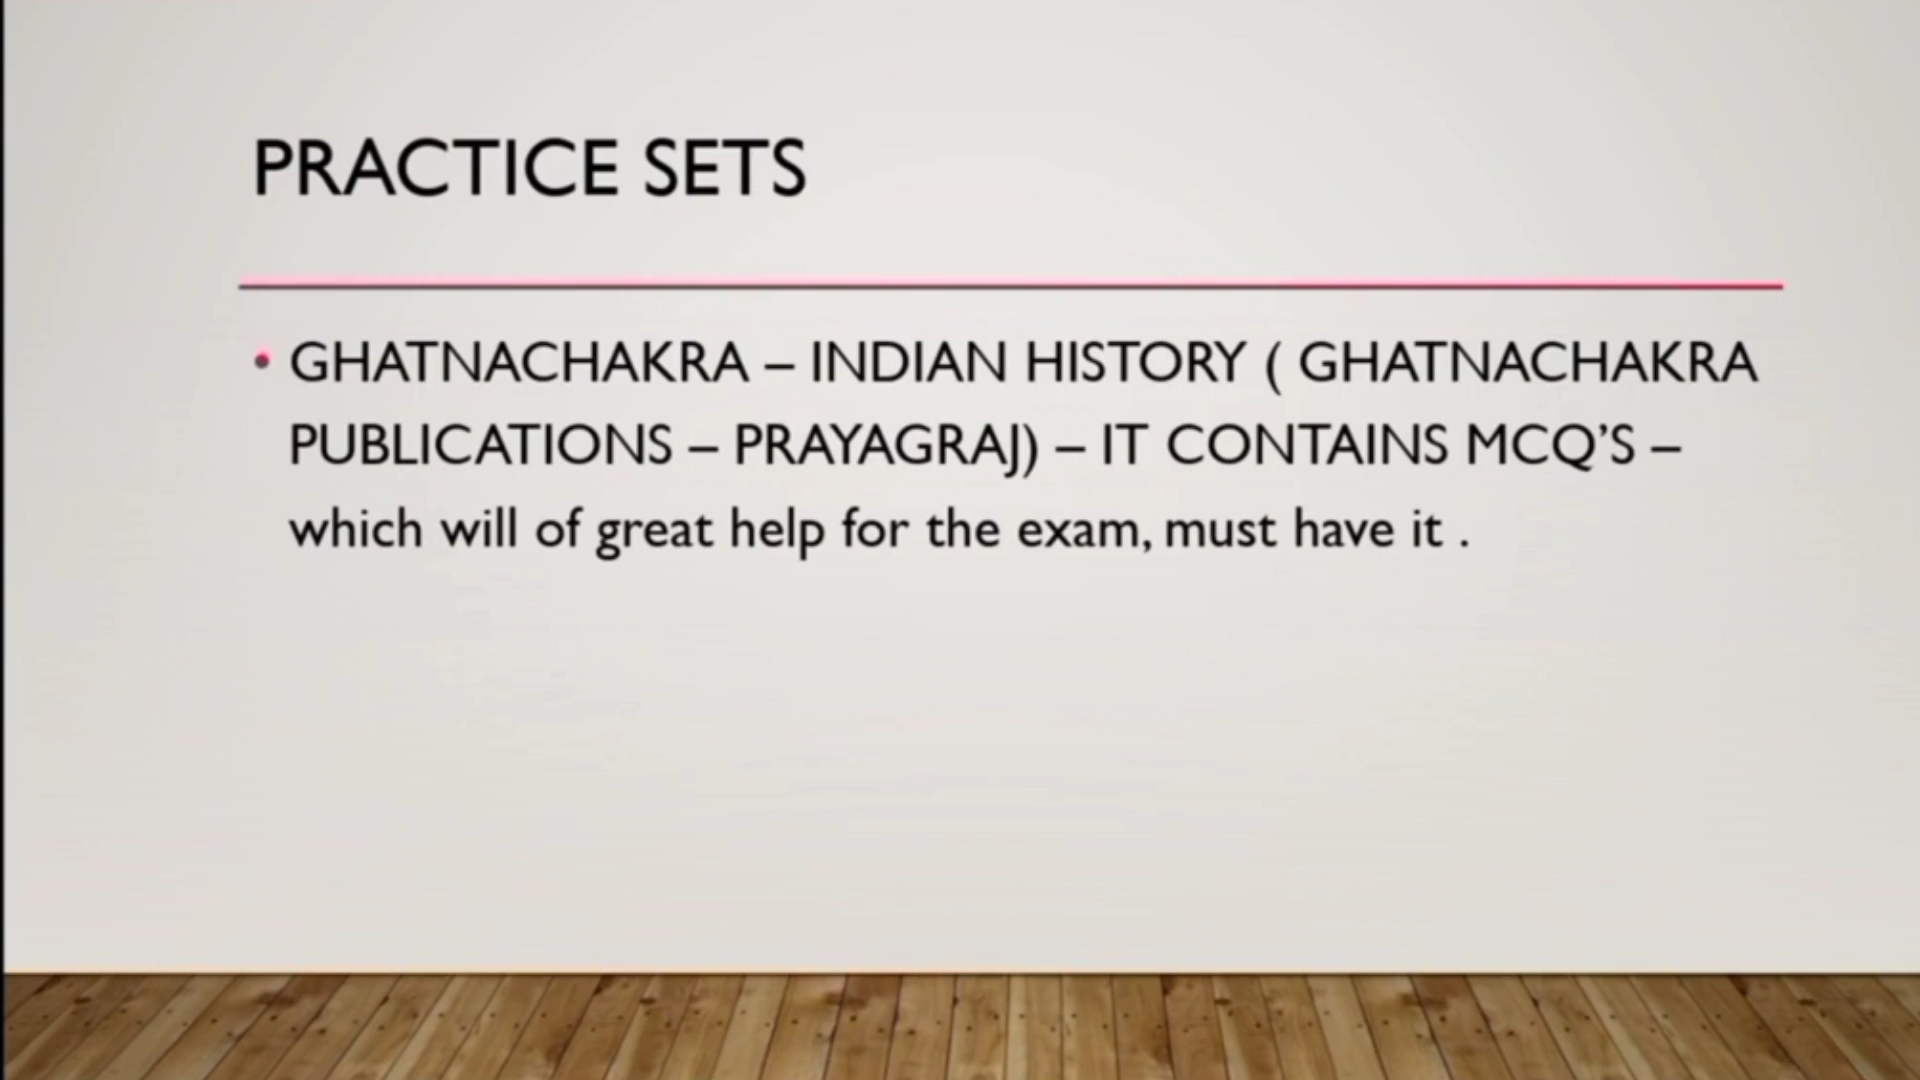 PRACTICE SETS
• GHATNACHAKRA – INDIAN HISTORY ( GHATNACHAKRA
PUBLICATIONS – PRAYAGRAJ) – IT CONTAINS MCQ’S –
which will of great help for the exam, must have it .